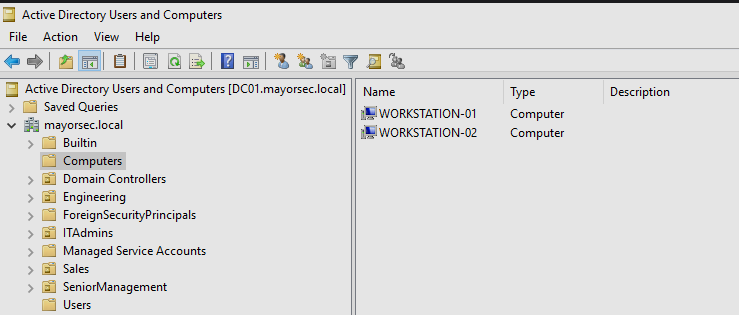 Active Directory Users and Computers
File Action View Help
Active Directory Users and Computers [DC01.mayorsec.local]
Saved Queries
mayorsec.local
Builtin
Computers
Domain Controllers
Engineering
ForeignSecurityPrincipals
ITAdmins
Managed Service Accounts
Sales
SeniorManagement
Users
Name Type Description
WORKSTATION-01 Computer
WORKSTATION-02 Computer